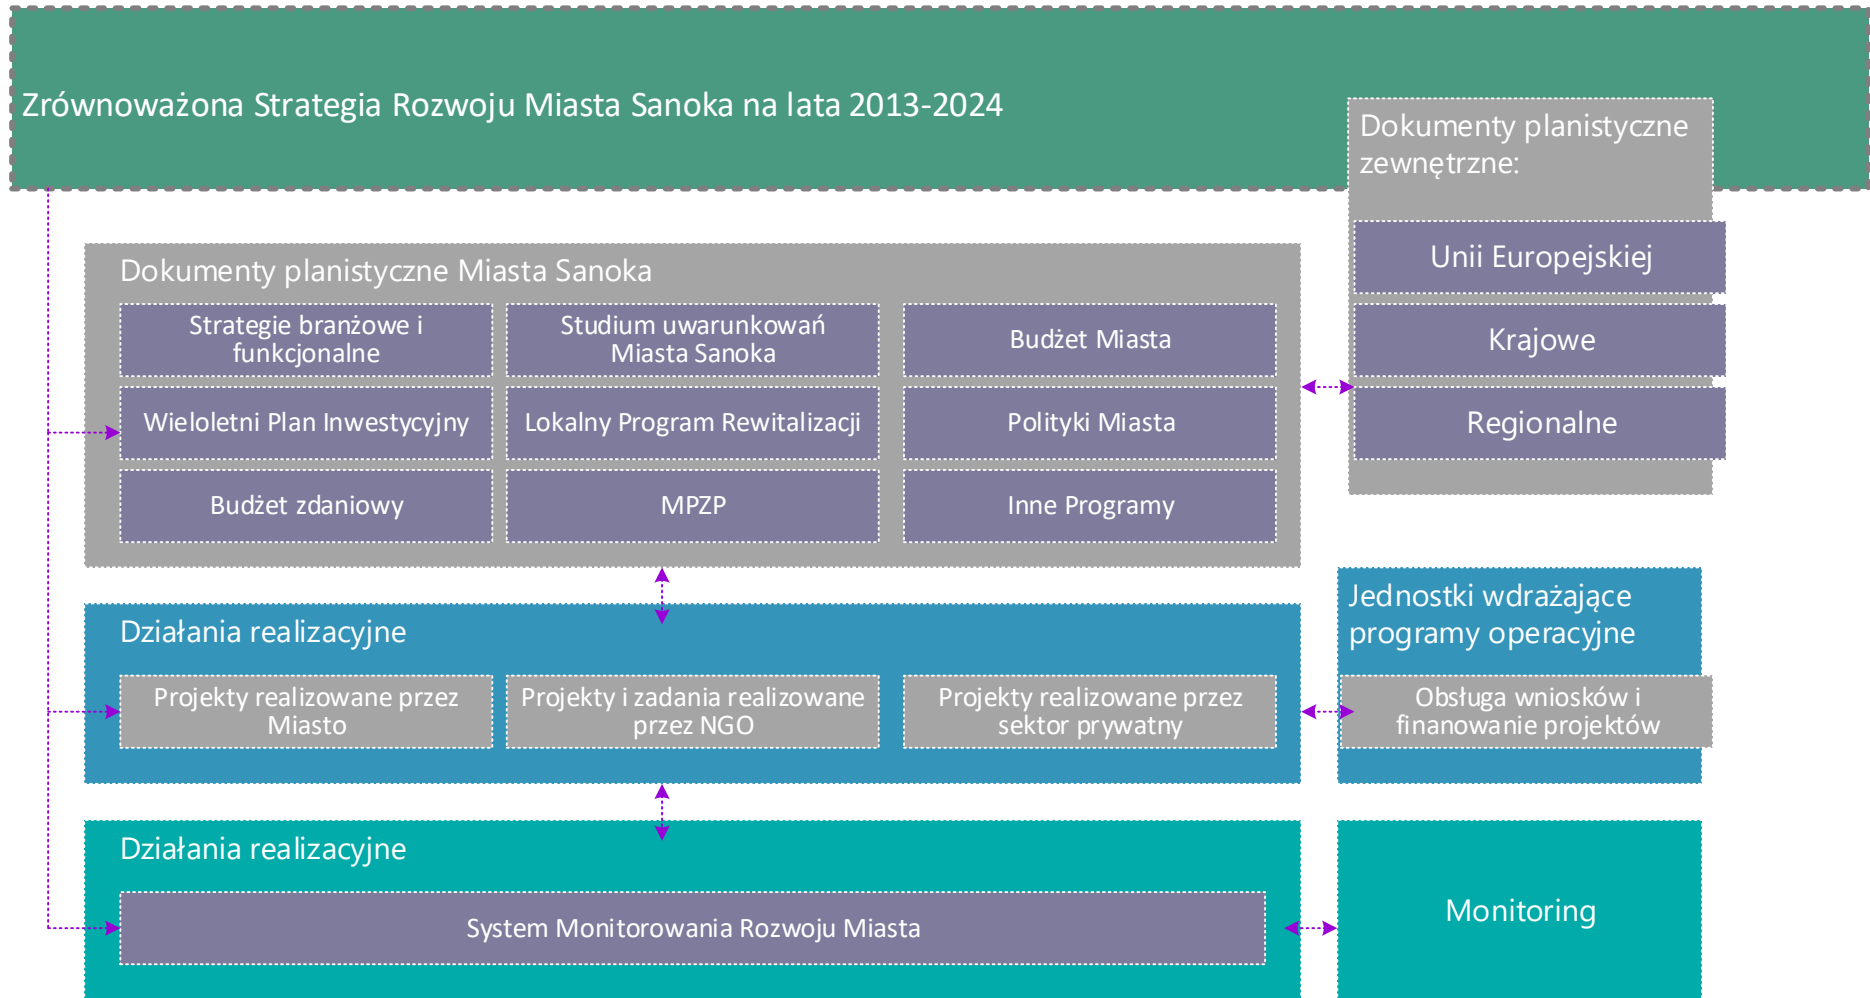 Zrównoważona Strategia Rozwoju Miasta Sanoka na lata 2013-2024
Dokumenty planistyczne
zewnętrzne:
Unii Europejskiej
Krajowe
Regionalne
Dokumenty planistyczne Miasta Sanoka
Strategie branżowe i
funkcjonalne
Studium uwarunkowań
Miasta Sanoka
Budżet Miasta
Wieloletni Plan Inwestycyjny
Lokalny Program Rewitalizacji
Polityki Miasta
Budżet zdaniowy
MPZP
Inne Programy
Działania realizacyjne
Projekty realizowane przez
Miasto
Projekty i zadania realizowane
przez NGO
Projekty realizowane przez
sektor prywatny
Jednostki wdrażające
programy operacyjne
Obsługa wniosków i
finanowanie projektów
Działania realizacyjne
System Monitorowania Rozwoju Miasta
Monitoring